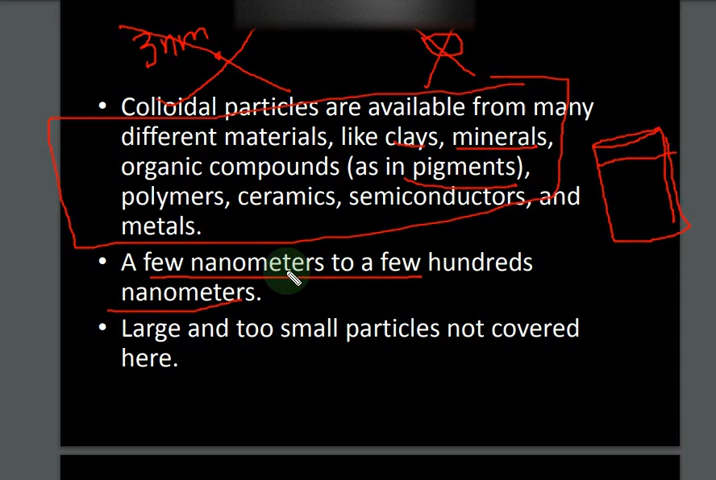 3nm
• Colloidal particles are available from many
different materials, like clays, minerals,
organic compounds (as in pigments),
polymers, ceramics, semiconductors, and
metals.
• A few nanometers to a few hundreds
nanometers.
• Large and too small particles not covered
here.